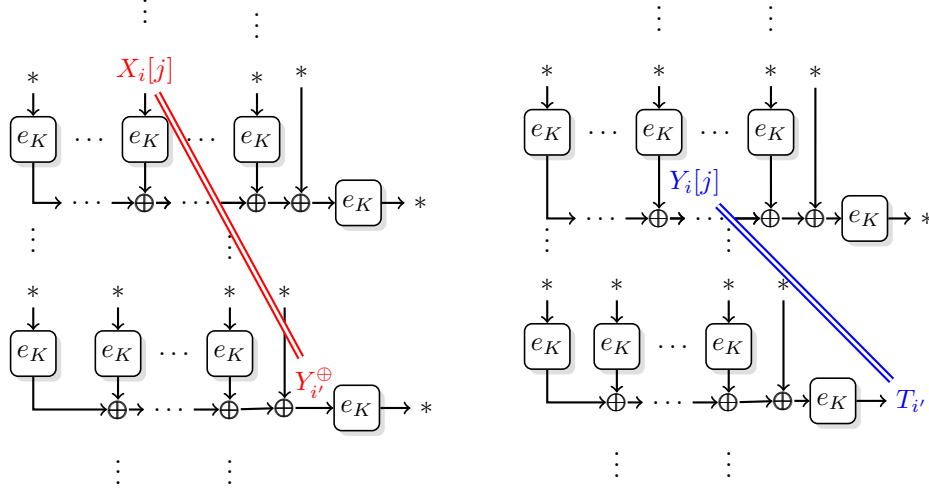 ⋮ ⋮
X_i[j]
* * *
e_K ⋯ e_K ⋯ e_K
⋯ ⊕ ⋯ ⊕ ⊕ e_K *
⋮ ⋮
* * * *
e_K e_K ⋯ e_K
Y_{i'}^⊕
⊕ ⋯ ⊕ ⊕ e_K *
⋮ ⋮
⋮ ⋮
* * * *
e_K ⋯ e_K ⋯ e_K
Y_i[j]
⋯ ⊕ ⋯ ⊕ ⊕ e_K *
⋮ ⋮
* * * *
e_K e_K ⋯ e_K
⊕ ⋯ ⊕ ⊕ e_K T_{i'}
⋮ ⋮